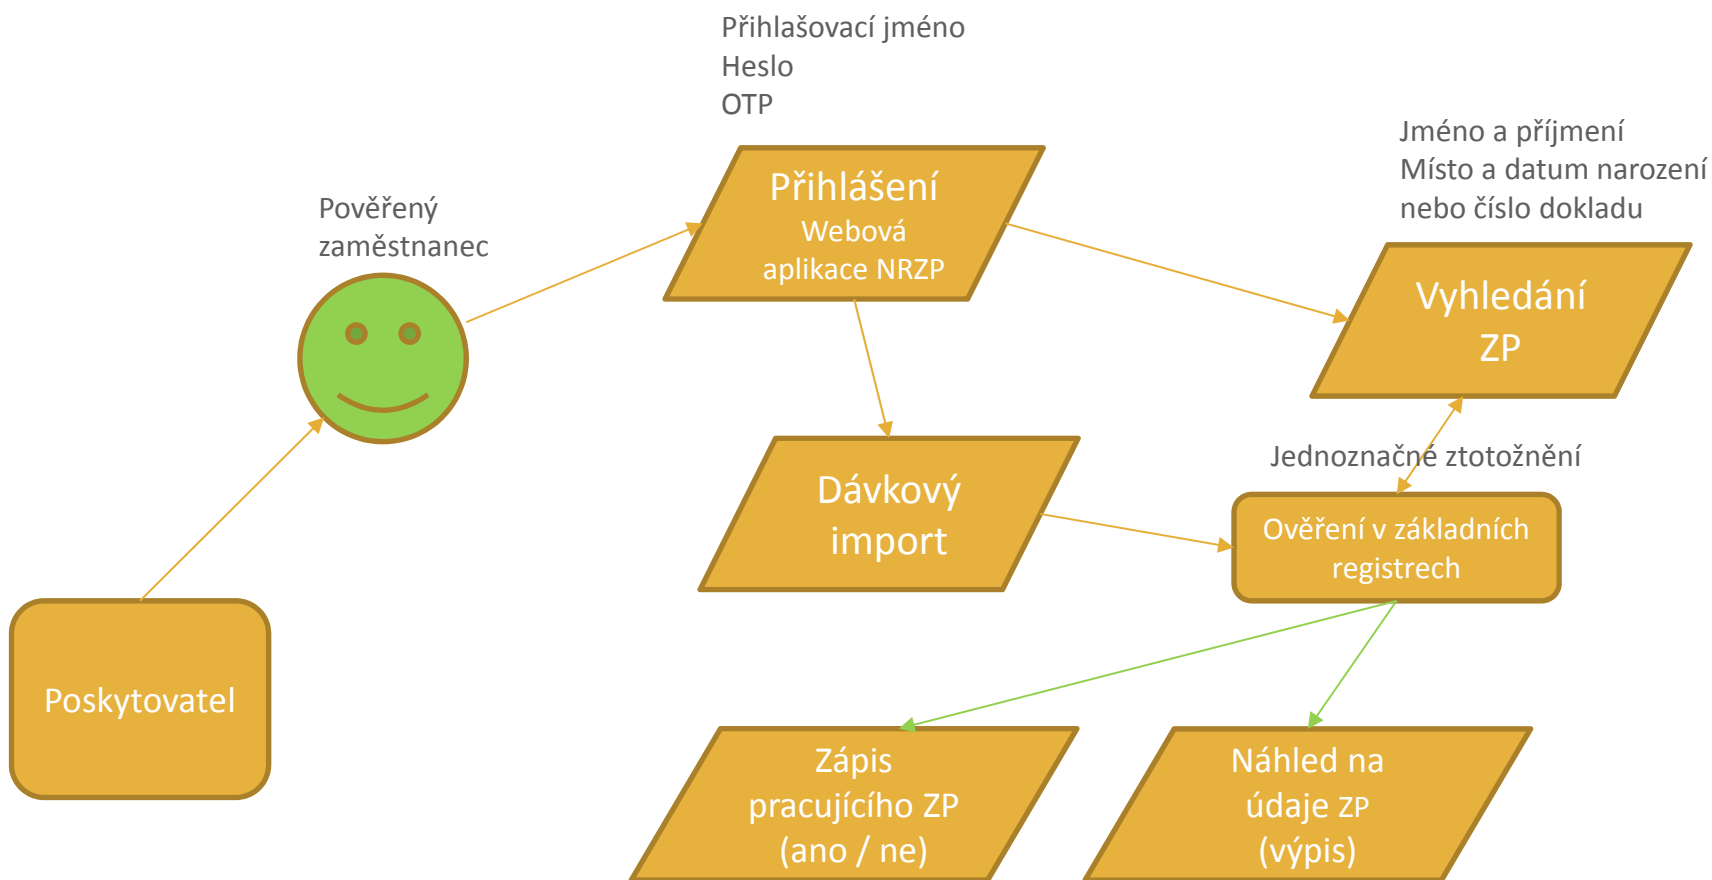 Přihlašovací jméno
Heslo
OTP
Jméno a příjmení
Místo a datum narození
nebo číslo dokladu
Pověřený
zaměstnanec
Přihlášení
Webová
aplikace NRZP
Vyhledání
ZP
Jednoznačné ztotožnění
Dávkový
import
Ověření v základních
registrech
Poskytovatel
Zápis
pracujícího ZP
(ano / ne)
Náhled na
údaje ZP
(výpis)